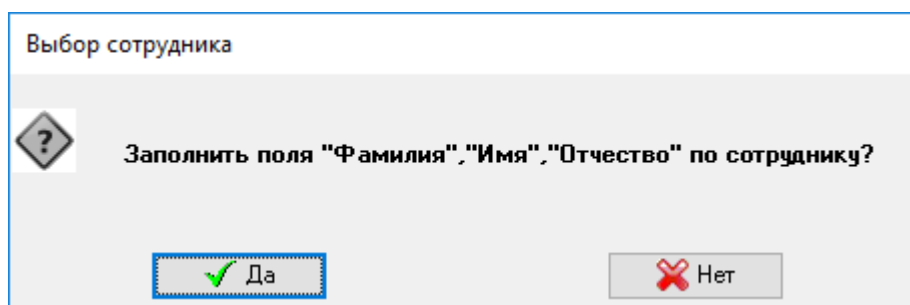 Выбор сотрудника
?
Заполнить поля "Фамилия","Имя","Отчество" по сотруднику?
Да
Нет